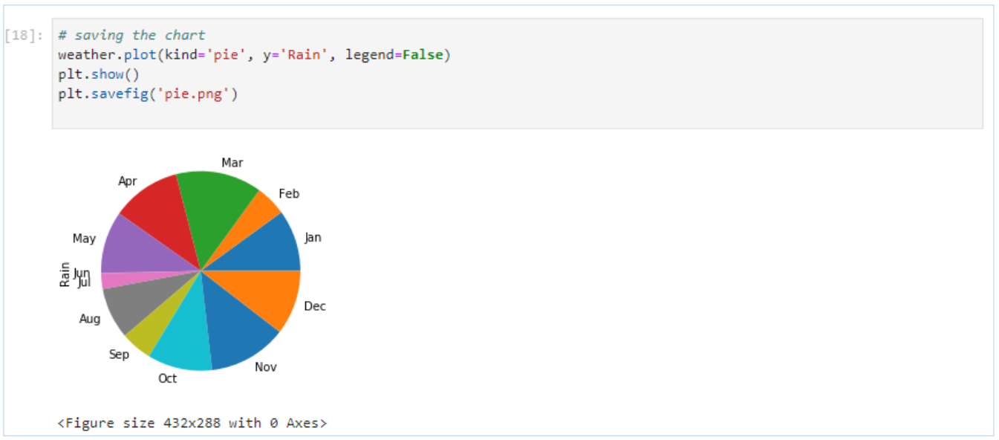 [18]: # saving the chart
weather.plot(kind='pie', y='Rain', legend=False)
plt.show()
plt.savefig('pie.png')
Mar
Apr
Feb
May
Jan
Rain
Jun
Jul
Dec
Aug
Sep
Nov
Oct
<Figure size 432x288 with 0 Axes>